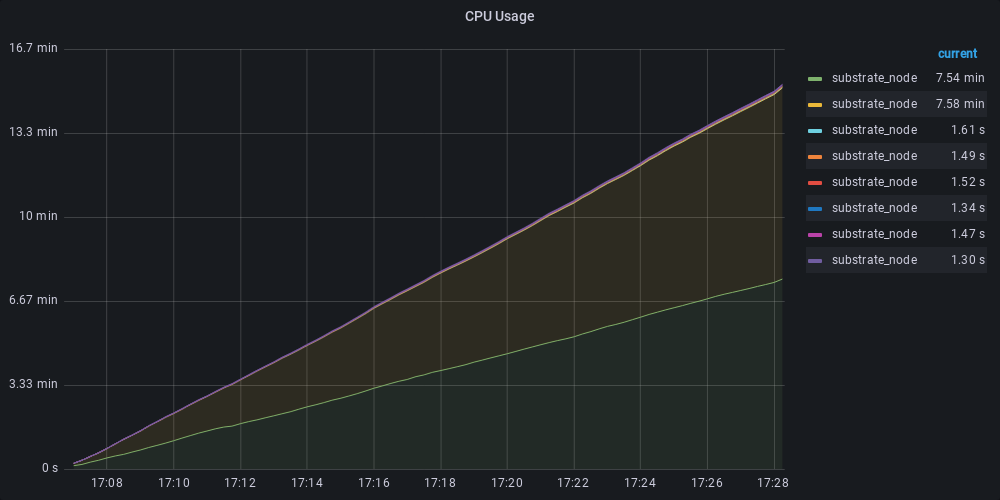 CPU Usage
16.7 min
13.3 min
10 min
6.67 min
3.33 min
0 s
17:08 17:10 17:12 17:14 17:16 17:18 17:20 17:22 17:24 17:26 17:28
current
substrate_node 7.54 min
substrate_node 7.58 min
substrate_node 1.61 s
substrate_node 1.49 s
substrate_node 1.52 s
substrate_node 1.34 s
substrate_node 1.47 s
substrate_node 1.30 s